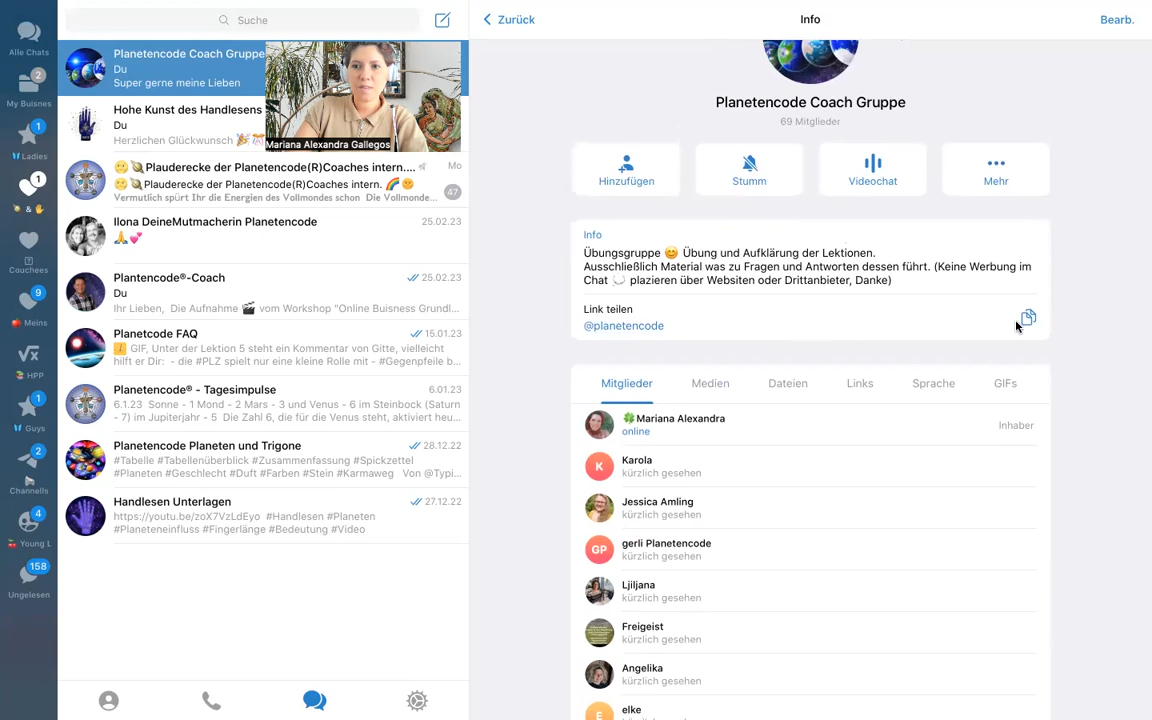 Suche
Zurück
Info
Bearb.
Alle Chats
2
My Buisnes
1
Ladies
1
&
Couchees
9
Meins
HPP
1
Guys
2
Channells
4
Young L
158
Ungelesen
Planetencode Coach Gruppe
Du
Super gerne meine Lieben
Mariana Alexandra Gallegos
Hohe Kunst des Handlesens
Du
Herzlichen Glückwunsch 🎉🎊
🌝🪐Plauderecke der Planetencode(R)Coaches intern....
Mo
🌝🪐Plauderecke der Planetencode(R)Coaches intern. 🌈🌞
Vermutlich spürt Ihr die Energien des Vollmondes schon Die Vollmonde...
47
Ilona DeineMutmacherin Planetencode
25.02.23
🙏💕
Plantencode®-Coach
25.02.23
Du
Ihr Lieben, Die Aufnahme 🎬 vom Workshop "Online Buisness Grundl...
Planetcode FAQ
15.01.23
GIF, Unter der Lektion 5 steht ein Kommentar von Gitte, vielleicht
hilft er Dir: - die #PLZ spielt nur eine kleine Rolle mit - #Gegenpfeile b...
Planetencode® - Tagesimpulse
6.01.23
6.1.23 Sonne - 1 Mond - 2 Mars - 3 und Venus - 6 im Steinbock (Saturn
- 7) im Jupiterjahr - 5 Die Zahl 6, die für die Venus steht, aktiviert heu...
Planetencode Planeten und Trigone
28.12.22
#Tabelle #Tabellenüberblick #Zusammenfassung #Spickzettel
#Planeten #Geschlecht #Duft #Farben #Stein #Karmaweg Von @Typi...
Handlesen Unterlagen
27.12.22
https://youtu.be/zoX7VzLdEyo #Handlesen #Planeten
#Planeteneinfluss #Fingerlänge #Bedeutung #Video
Planetencode Coach Gruppe
69 Mitglieder
Hinzufügen
Stumm
Videochat
Mehr
Info
Übungsgruppe 😊 Übung und Aufklärung der Lektionen.
Ausschließlich Material was zu Fragen und Antworten dessen führt. (Keine Werbung im
Chat 💭 plazieren über Websiten oder Drittanbieter, Danke)
Link teilen
@planetencode
Mitglieder
Medien
Dateien
Links
Sprache
GIFs
🍀Mariana Alexandra
online
Inhaber
K
Karola
kürzlich gesehen
Jessica Amling
kürzlich gesehen
GP
gerli Planetencode
kürzlich gesehen
Ljiljana
kürzlich gesehen
Freigeist
kürzlich gesehen
Angelika
kürzlich gesehen
E
elke